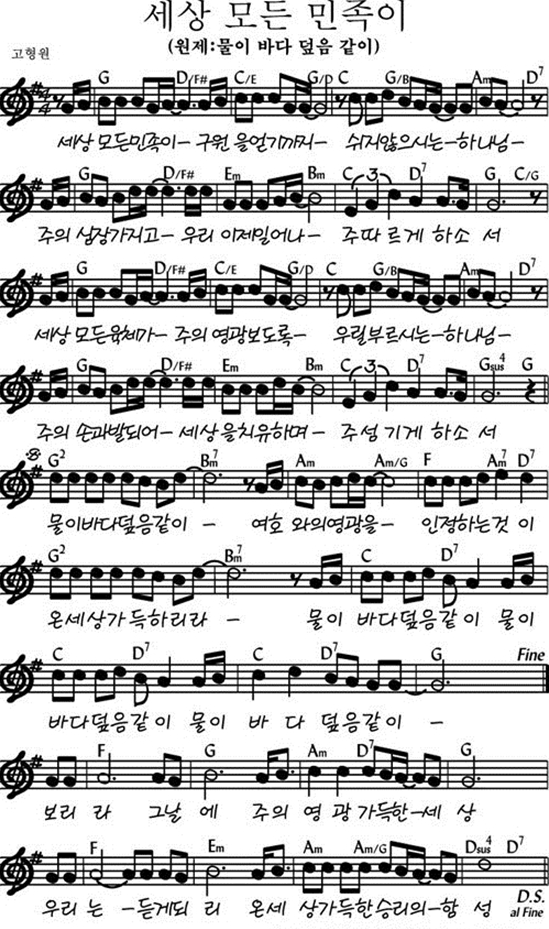 세상 모든 민족이
(원제:물이 바다 덮음 같이)
고형원
G D/F# C/E G/D C G/B Am D7
세상 모든민족이– 구원 을얻기까지– 쉬지않으시는–하나님–
G D/F# Em Bm C 3 D7 G C/G
주의 심장가지고– 우리 이제일어나– 주따 르게 하소 서
G D/F# C/E G/D C G/B Am D7
세상 모든육체가– 주의 영광보도록– 우릴부르시는–하나님–
G D/F# Em Bm C 3 D7 Gsus4 G
주의 손과발되어–세상을치유하며– 주섬 기게 하소 서
G2 Bm7 Am Am/G F Am7 D7
물이바다덮음같이 – 여호 와의영광을– 인정하는것 이
G2 Bm7 C D7
온세상가 득하리라 – 물이 바다덮음같이 물이
C D7 C D7 G Fine
바다덮음같이 물이 바 다 덮음같이 –
F G Am D7 G
보리 라 그날 에 주의 영 광 가득한–세 상
F Em Am Am/G Dsus4 D7
우리 는 –듣게되 리 온세 상가득한승리의–함 성
D.S.
al Fine